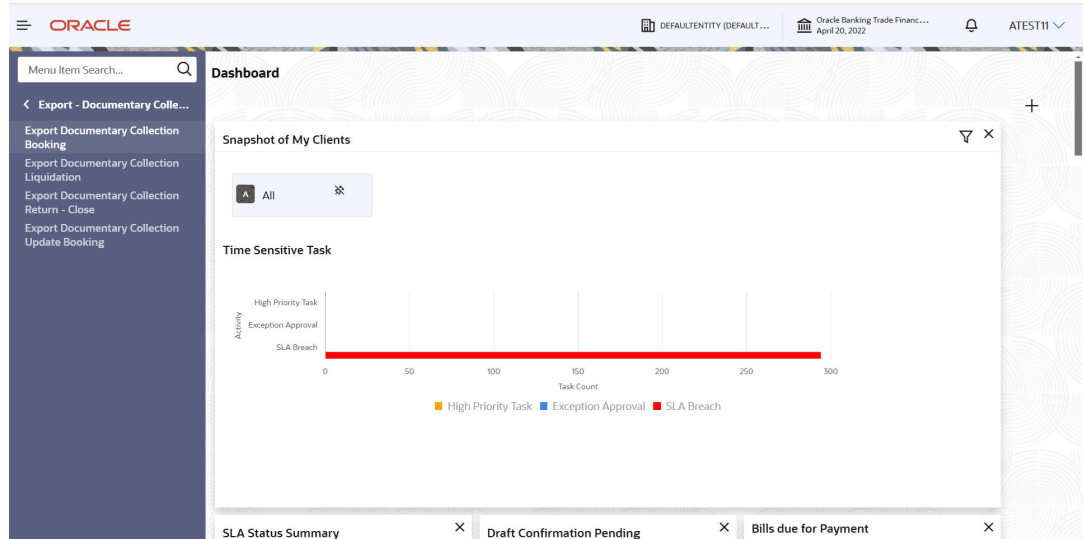 ORACLE
DEFAULTENTITY (DEFAULT...
Oracle Banking Trade Financ...
April 20, 2022
ATEST11
Menu Item Search...
Export - Documentary Colle...
Export Documentary Collection
Booking
Export Documentary Collection
Liquidation
Export Documentary Collection
Return - Close
Export Documentary Collection
Update Booking
Dashboard
Snapshot of My Clients
A All
Time Sensitive Task
Activity
High Priority Task
Exception Approval
SLA Breach
0 50 100 150 200 250 300
Task Count
High Priority Task Exception Approval SLA Breach
SLA Status Summary
Draft Confirmation Pending
Bills due for Payment